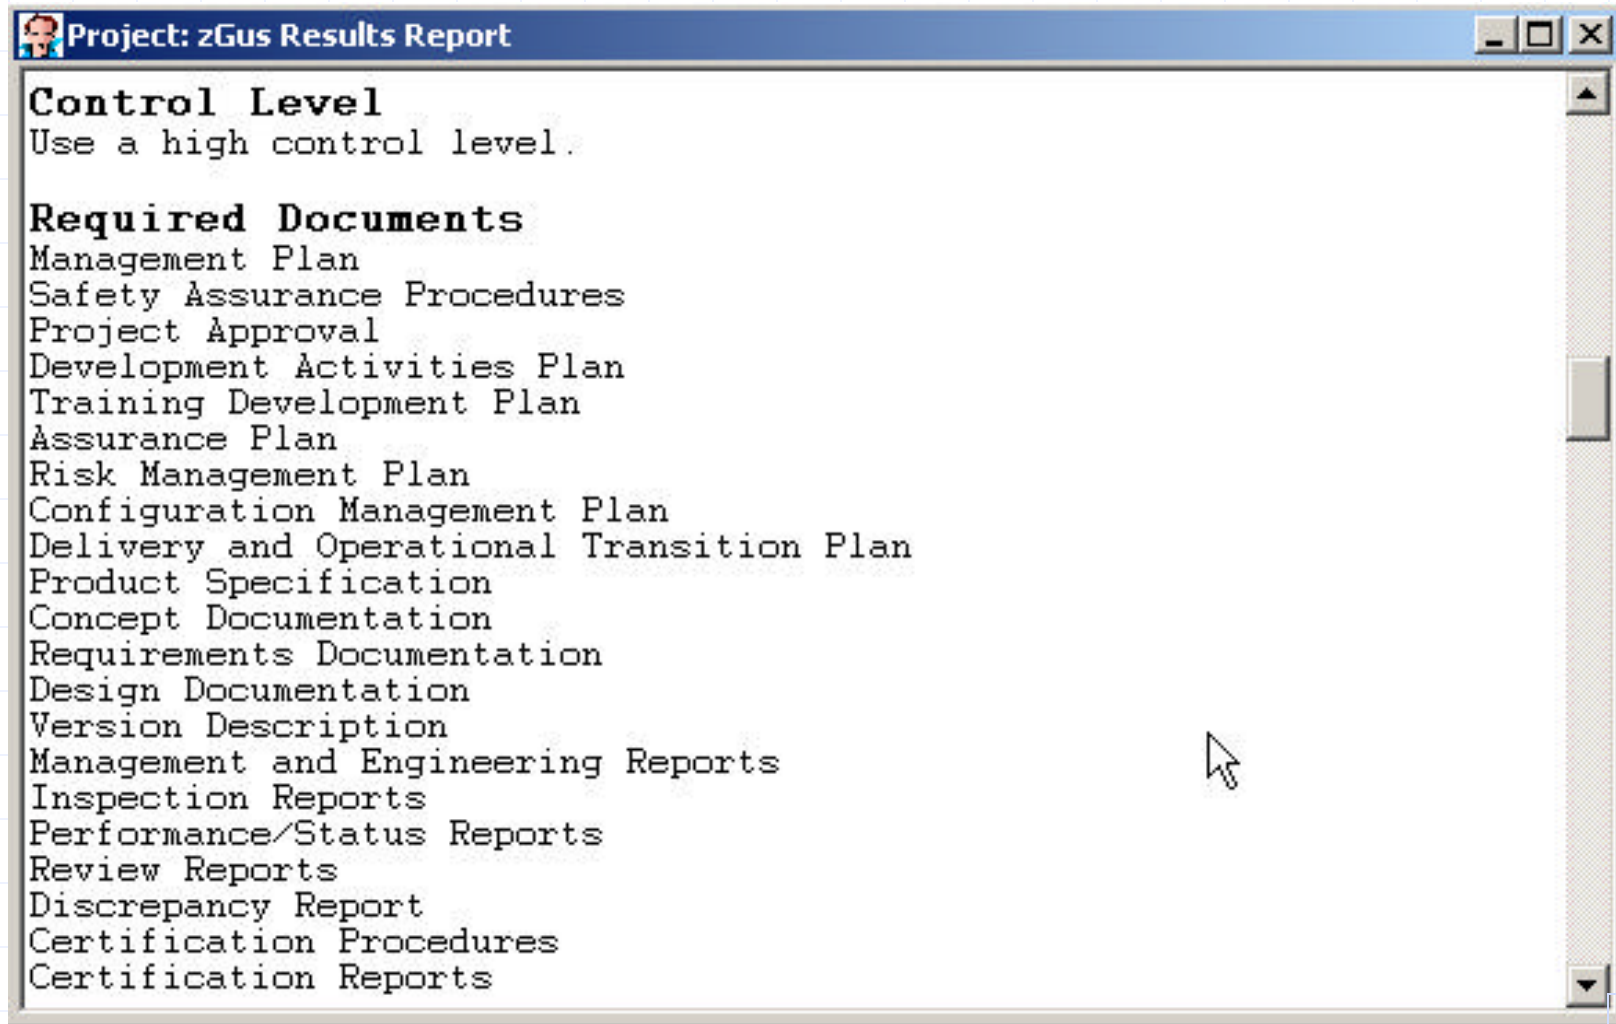 Project: zGus Results Report
Control Level
Use a high control level.
Required Documents
Management Plan
Safety Assurance Procedures
Project Approval
Development Activities Plan
Training Development Plan
Assurance Plan
Risk Management Plan
Configuration Management Plan
Delivery and Operational Transition Plan
Product Specification
Concept Documentation
Requirements Documentation
Design Documentation
Version Description
Management and Engineering Reports
Inspection Reports
Performance/Status Reports
Review Reports
Discrepancy Report
Certification Procedures
Certification Reports